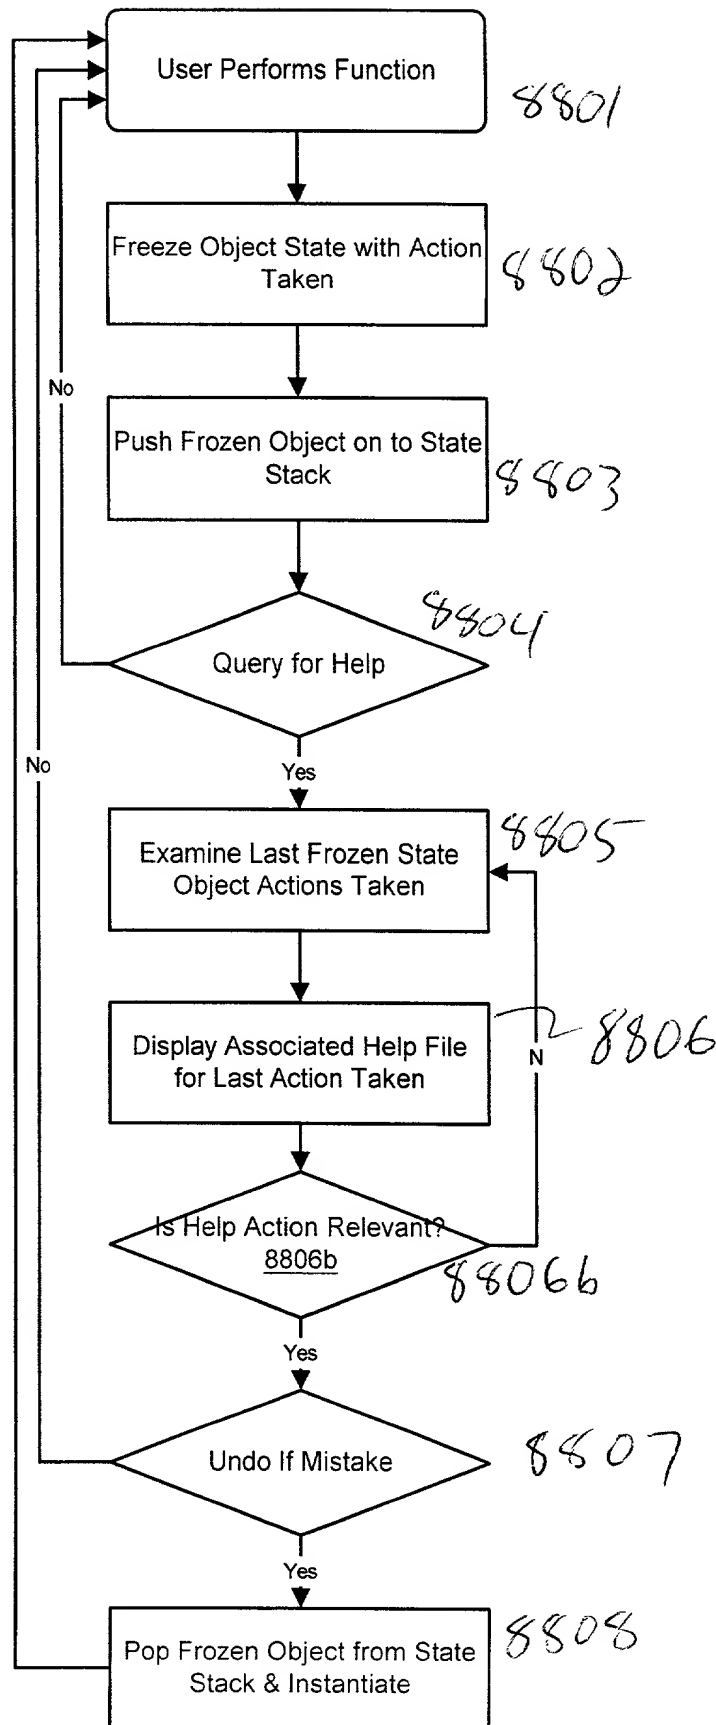 User Performs Function
8801
Freeze Object State with Action
Taken
8802
No
Push Frozen Object on to State
Stack
8803
8804
Query for Help
No
Yes
8805
Examine Last Frozen State
Object Actions Taken
Display Associated Help File
for Last Action Taken
N
8806
Is Help Action Relevant?
8806b
8806b
Yes
Undo If Mistake
8807
Yes
8808
Pop Frozen Object from State
Stack & Instantiate